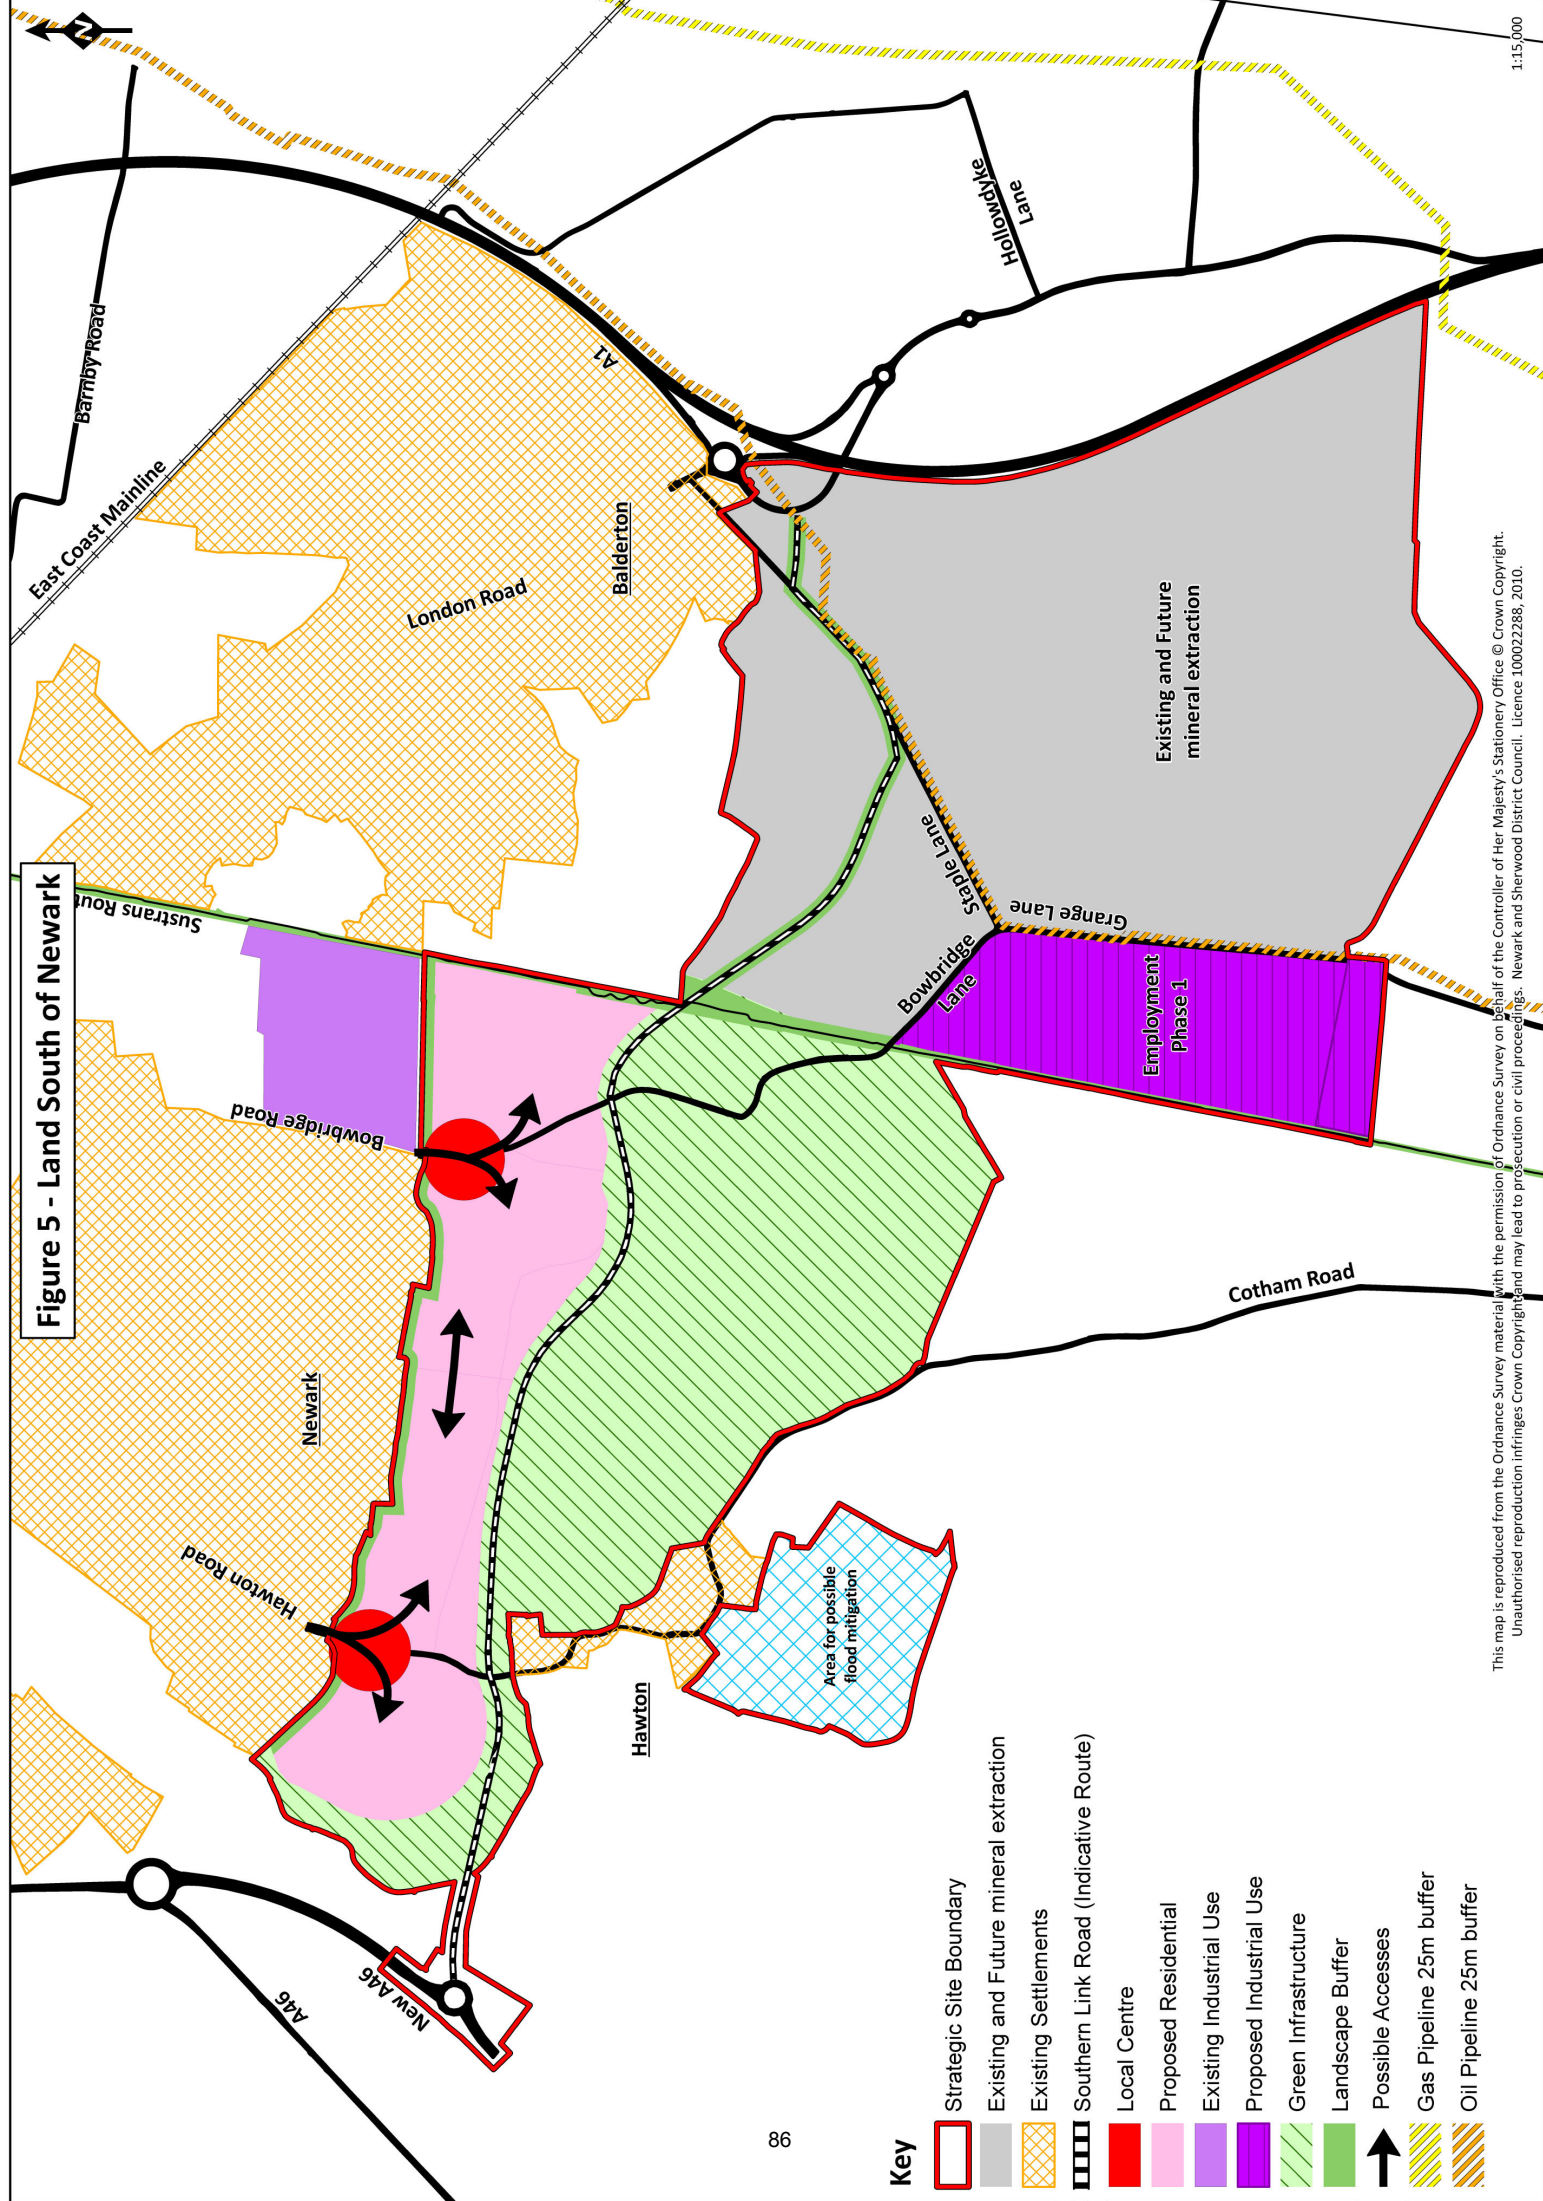 Figure 5 - Land South of Newark
N
Barnby Road
East Coast Mainline
A1
London Road
Balderton
Hollowdyke
Lane
Sustrans Rout
Bowbridge Road
Newark
Hawton Road
A46
New A46
Hawton
Area for possible
flood mitigation
Cotham Road
Bowbridge
Lane
Staple Lane
Grange Lane
Employment
Phase 1
Existing and Future
mineral extraction
Key
Strategic Site Boundary
Existing and Future mineral extraction
Existing Settlements
Southern Link Road (Indicative Route)
Local Centre
Proposed Residential
Existing Industrial Use
Proposed Industrial Use
Green Infrastructure
Landscape Buffer
Possible Accesses
Gas Pipeline 25m buffer
Oil Pipeline 25m buffer
This map is reproduced from the Ordnance Survey material with the permission of Ordnance Survey on behalf of the Controller of Her Majesty's Stationery Office © Crown Copyright.
Unauthorised reproduction infringes Crown Copyright and may lead to prosecution or civil proceedings. Newark and Sherwood District Council. Licence 100022288, 2010.
1:15,000
86